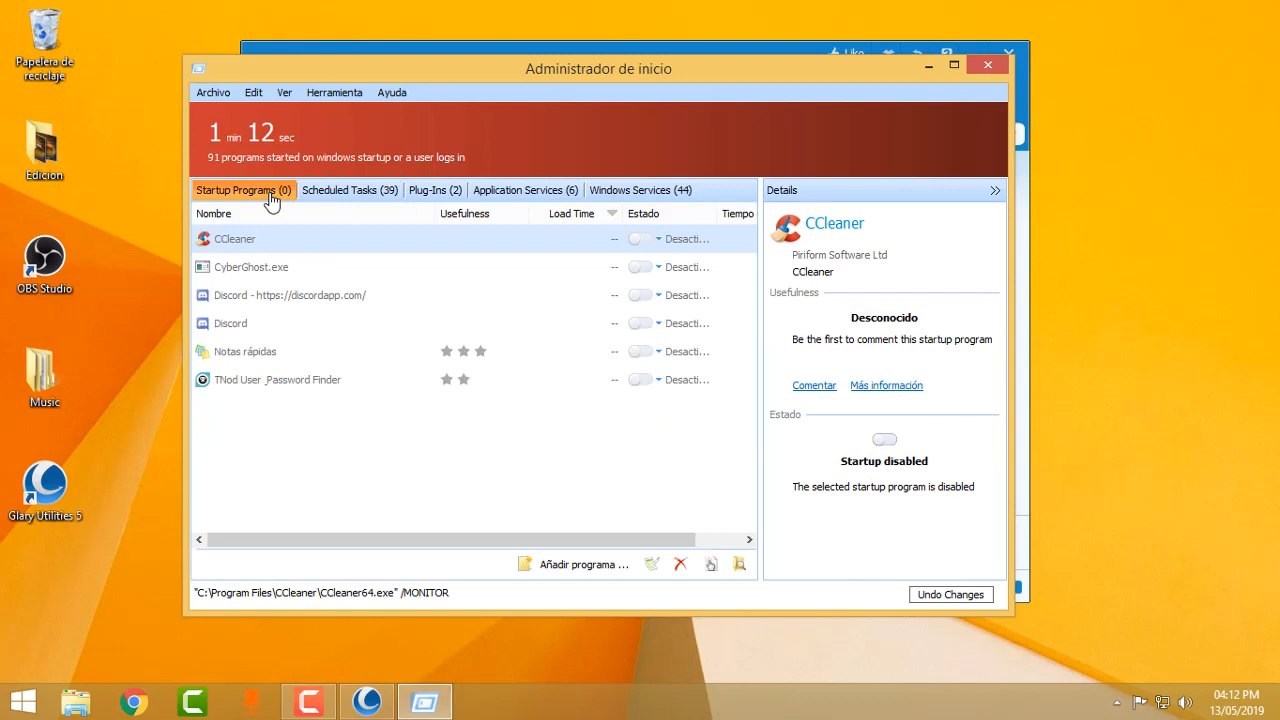 Papelera de
reciclaje
Edicion
OBS Studio
Music
Glary Utilities 5
Like
Administrador de inicio
Archivo Edit Ver Herramienta Ayuda
1 min 12 sec
91 programs started on windows startup or a user logs in
Startup Programs (0) Scheduled Tasks (39) Plug-Ins (2) Application Services (6) Windows Services (44)
Nombre Usefulness Load Time Estado Tiempo
CCleaner -- Desacti...
CyberGhost.exe -- Desacti...
Discord - https://discordapp.com/ -- Desacti...
Discord -- Desacti...
Notas rápidas -- Desacti...
TNod User _Password Finder -- Desacti...
Añadir programa ...
Details
CCleaner
Piriform Software Ltd
CCleaner
Usefulness
Desconocido
Be the first to comment this startup program
Comentar Más información
Estado
Startup disabled
The selected startup program is disabled
"C:\Program Files\CCleaner\CCleaner64.exe" /MONITOR
Undo Changes
04:12 PM
13/05/2019